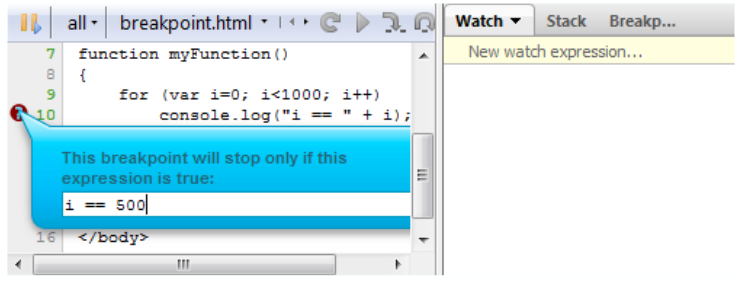 all breakpoint.html Watch Stack Breakp...
New watch expression...
7 function myFunction()
8 {
9 for (var i=0; i<1000; i++)
10 console.log("i == " + i);
This breakpoint will stop only if this
expression is true:
i == 500
16 </body>